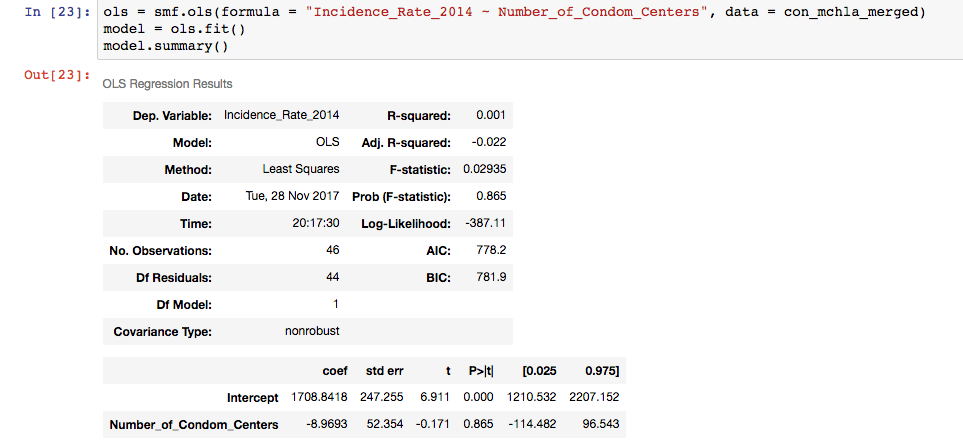 In [23]: ols = smf.ols(formula = "Incidence_Rate_2014 ~ Number_of_Condom_Centers", data = con_mchla_merged)
model = ols.fit()
model.summary()
Out[23]: OLS Regression Results
Dep. Variable: Incidence_Rate_2014 R-squared: 0.001
Model: OLS Adj. R-squared: -0.022
Method: Least Squares F-statistic: 0.02935
Date: Tue, 28 Nov 2017 Prob (F-statistic): 0.865
Time: 20:17:30 Log-Likelihood: -387.11
No. Observations: 46 AIC: 778.2
Df Residuals: 44 BIC: 781.9
Df Model: 1
Covariance Type: nonrobust
coef std err t P>|t| [0.025 0.975]
Intercept 1708.8418 247.255 6.911 0.000 1210.532 2207.152
Number_of_Condom_Centers -8.9693 52.354 -0.171 0.865 -114.482 96.543